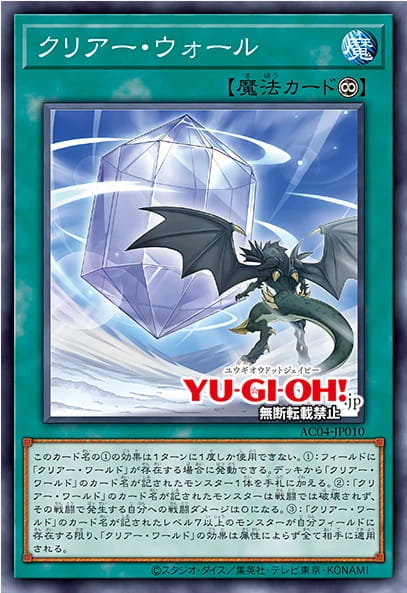 クリアー・ウォール
魔
【魔法カード】
ユウギオウドットジェイピー
YU-GI-OH!.jp
無断転載禁止
AC04-JP010
このカード名の①の効果は1ターンに1度しか使用できない。①:フィールドに
「クリアー・ワールド」が存在する場合に発動できる。デッキから「クリアー・
ワールド」のカード名が記されたモンスター1体を手札に加える。②:「クリア
ー・ワールド」のカード名が記されたモンスターは戦闘では破壊されず、
その戦闘で発生する自分への戦闘ダメージは0になる。③:「クリアー・ワール
ド」のカード名が記されたレベル7以上のモンスターが自分フィールドに
存在する限り、「クリアー・ワールド」の効果は属性によらず全て相手に適用
される。
©スタジオ・ダイス/集英社・テレビ東京・KONAMI